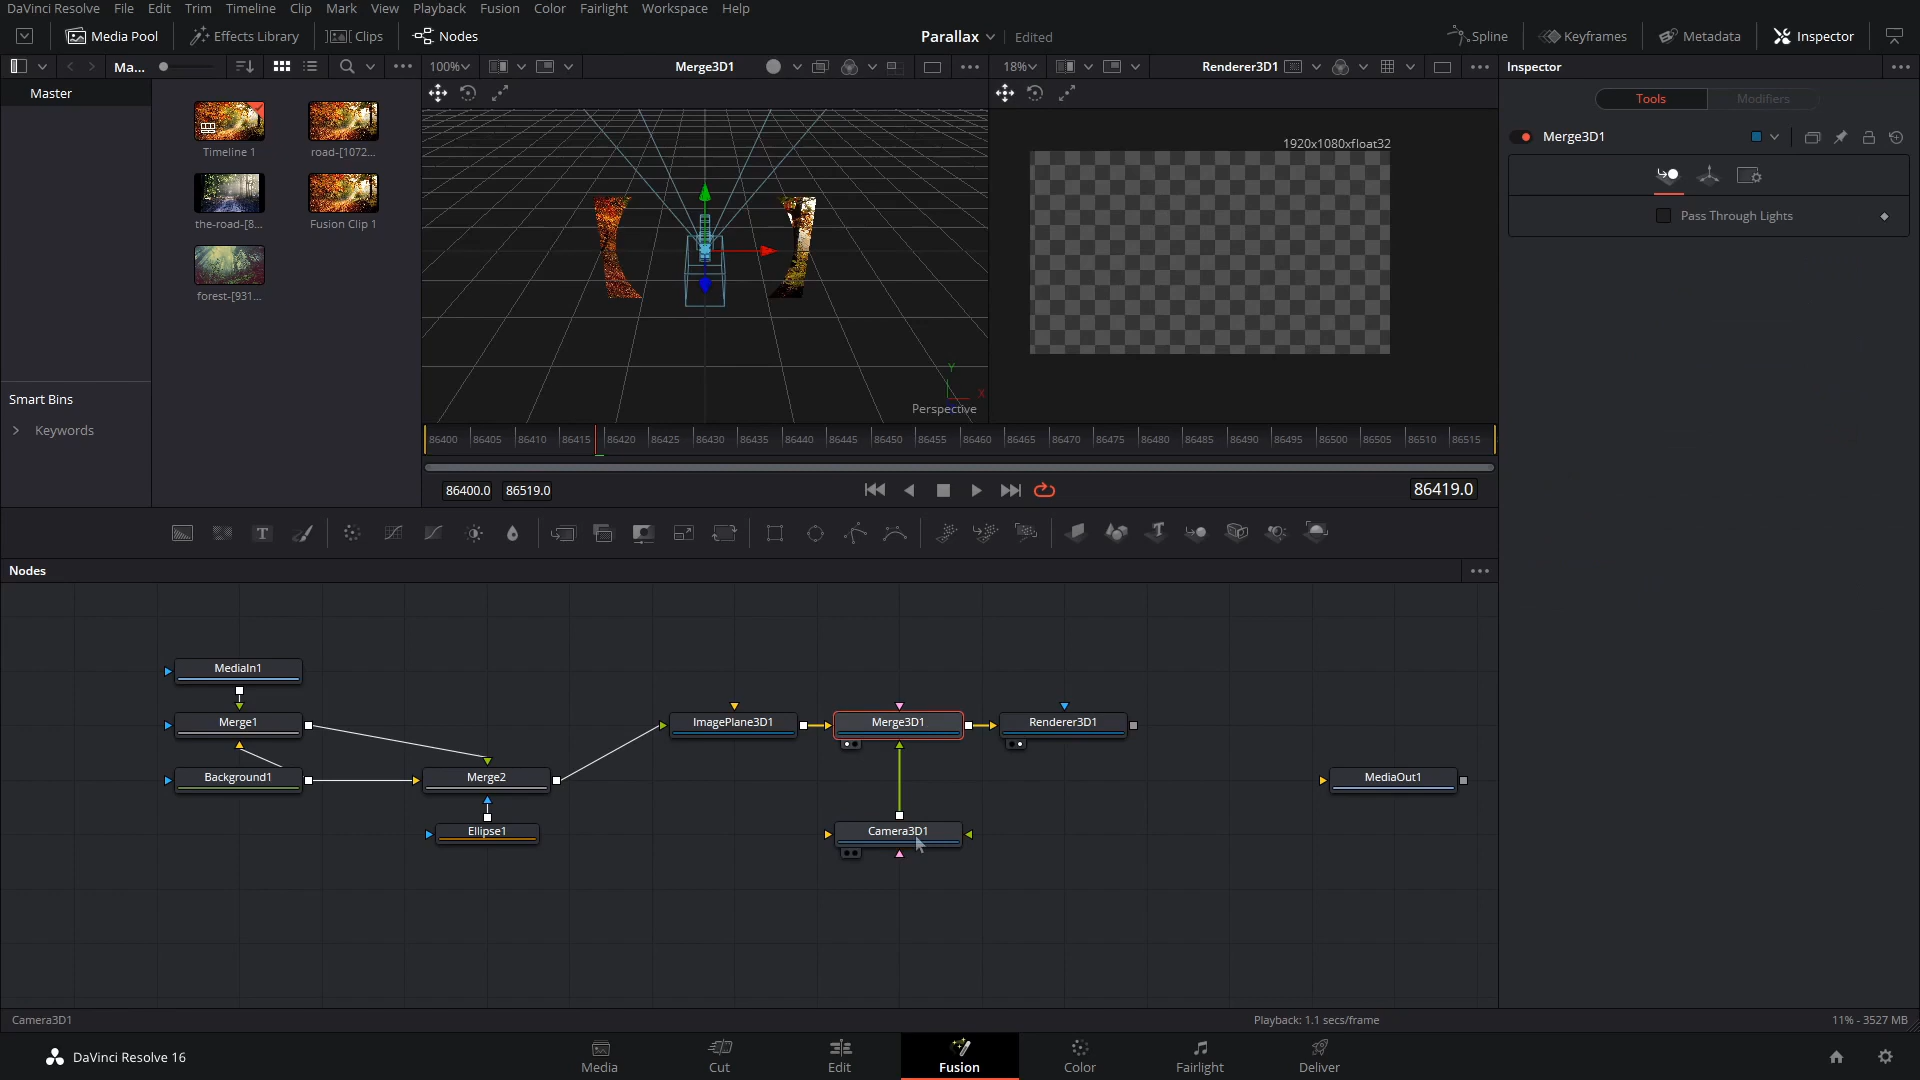 DaVinci Resolve File Edit Trim Timeline Clip Mark View Playback Fusion Color Fairlight Workspace Help
Media Pool Effects Library Clips Nodes Parallax Edited Spline Keyframes Metadata Inspector
Ma... 100% Merge3D1 18% Renderer3D1 Inspector
Master
Tools Modifiers
Merge3D1
Pass Through Lights
Timeline 1 road-[1072...
the-road-[8... Fusion Clip 1
forest-[931...
1920x1080xfloat32
Y
X
Perspective
Smart Bins
Keywords
86400 86405 86410 86415 86420 86425 86430 86435 86440 86445 86450 86455 86460 86465 86470 86475 86480 86485 86490 86495 86500 86505 86510 86515
86400.0 86519.0 86419.0
T T
Nodes
MediaIn1
Merge1 ImagePlane3D1 Merge3D1 Renderer3D1
Background1 Merge2 MediaOut1
Ellipse1 Camera3D1
Camera3D1 Playback: 1.1 secs/frame 11% - 3527 MB
DaVinci Resolve 16 Media Cut Edit Fusion Color Fairlight Deliver